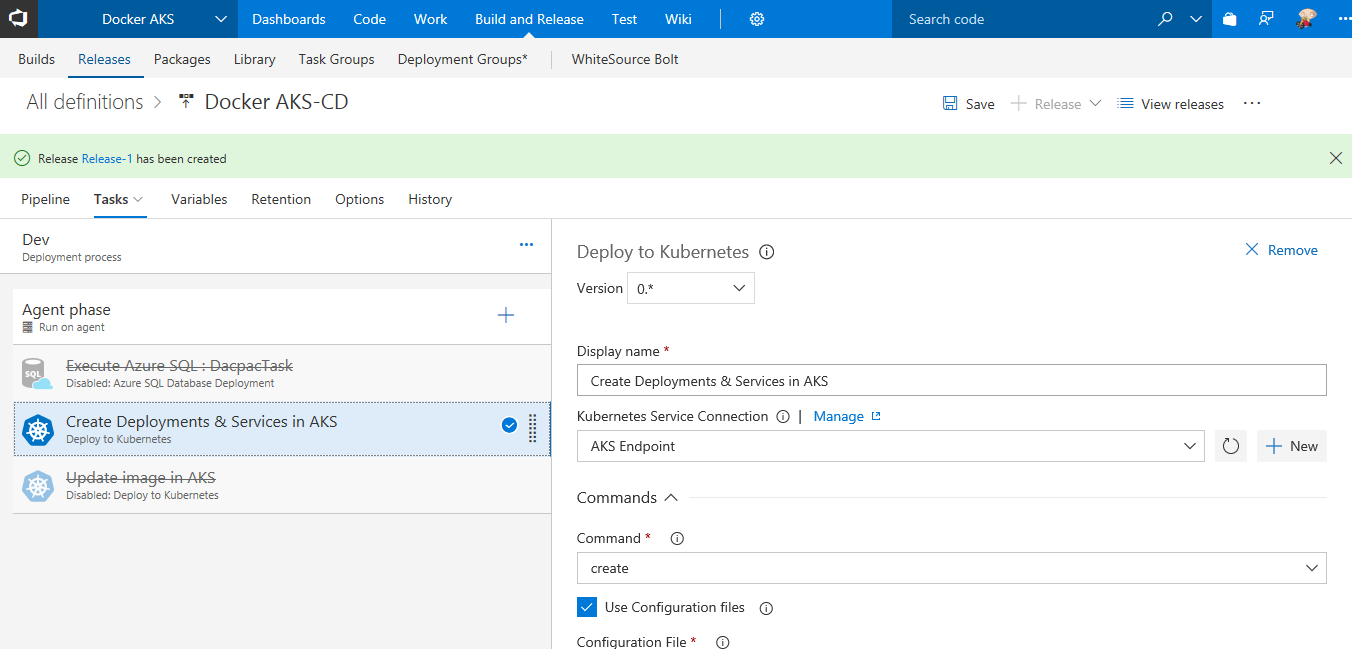 Docker AKS Dashboards Code Work Build and Release Test Wiki Search code
Builds Releases Packages Library Task Groups Deployment Groups* WhiteSource Bolt
All definitions > Docker AKS-CD Save Release View releases ...
Release Release-1 has been created
Pipeline Tasks Variables Retention Options History
Dev
Deployment process
Agent phase
Run on agent
SQL
Execute Azure SQL : DacpacTask
Disabled: Azure SQL Database Deployment
Create Deployments & Services in AKS
Deploy to Kubernetes
Update image in AKS
Disabled: Deploy to Kubernetes
Deploy to Kubernetes Remove
Version 0.*
Display name *
Create Deployments & Services in AKS
Kubernetes Service Connection | Manage
AKS Endpoint New
Commands
Command *
create
Use Configuration files
Configuration File *